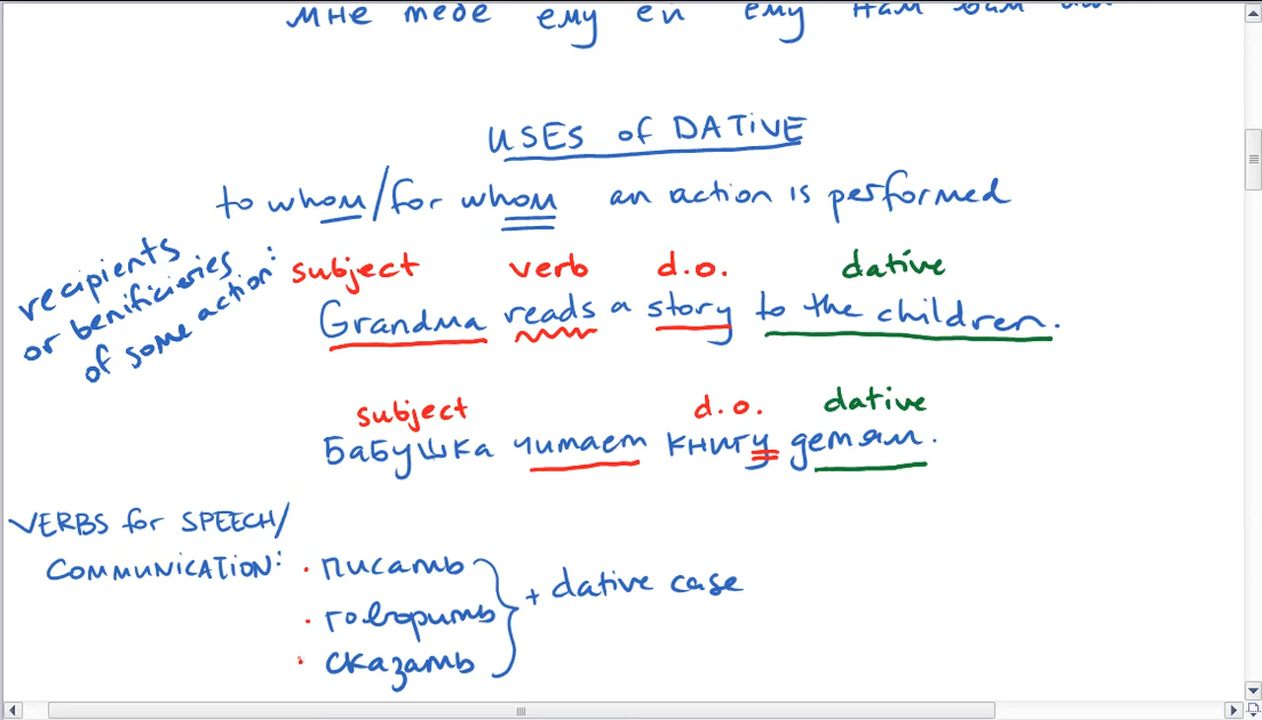 мне тебе ему ей ему нам вам
USES of DATIVE
to whom/for whom an action is performed
recipients
or benificieries
of some action:
subject verb d.o. dative
Grandma reads a story to the children.
subject d.o. dative
Бабушка читает книгу детям.
VERBS for SPEECH/
COMMUNICATION:
· писать
· говорить
· сказать
+ dative case